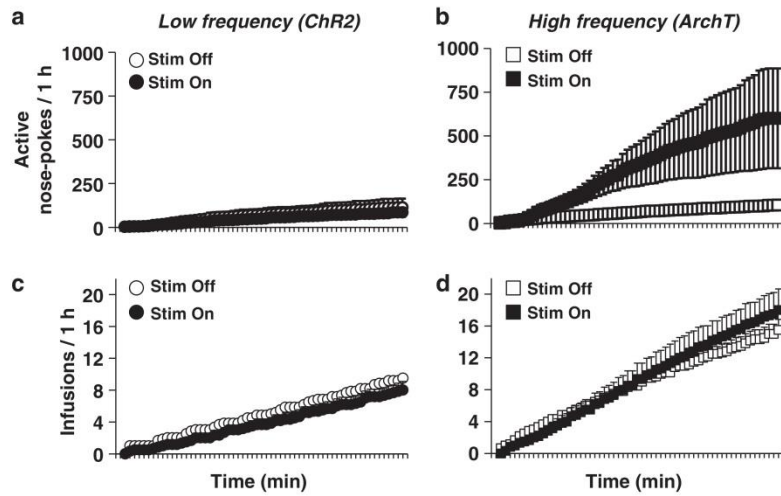 a
Low frequency (ChR2)
Stim Off
Stim On
Active
nose-pokes / 1 h
1000
750
500
250
0
b
High frequency (ArchT)
Stim Off
Stim On
1000
750
500
250
0
c
Stim Off
Stim On
Infusions / 1 h
20
16
12
8
4
0
Time (min)
d
Stim Off
Stim On
20
16
12
8
4
0
Time (min)